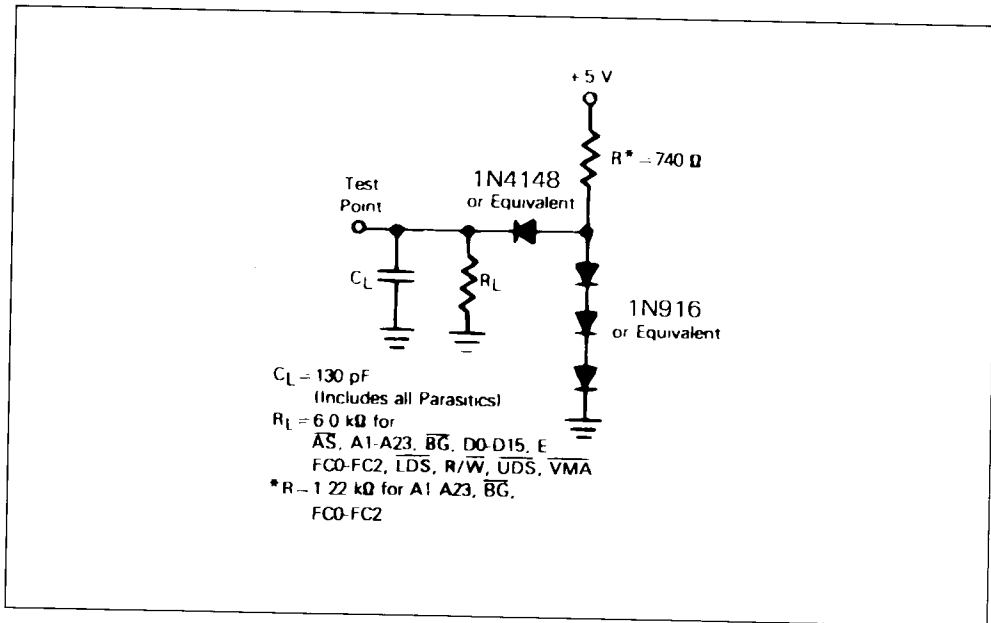 + 5 V
R* = 740 Ω
1N4148
or Equivalent
Test
Point
CL
RL
1N916
or Equivalent
CL = 130 pF
(Includes all Parasitics)
RL = 6 0 kΩ for
AS, A1-A23, BG, D0-D15, E
FC0-FC2, LDS, R/W, UDS, VMA
*R = 1 22 kΩ for A1 A23, BG,
FC0-FC2